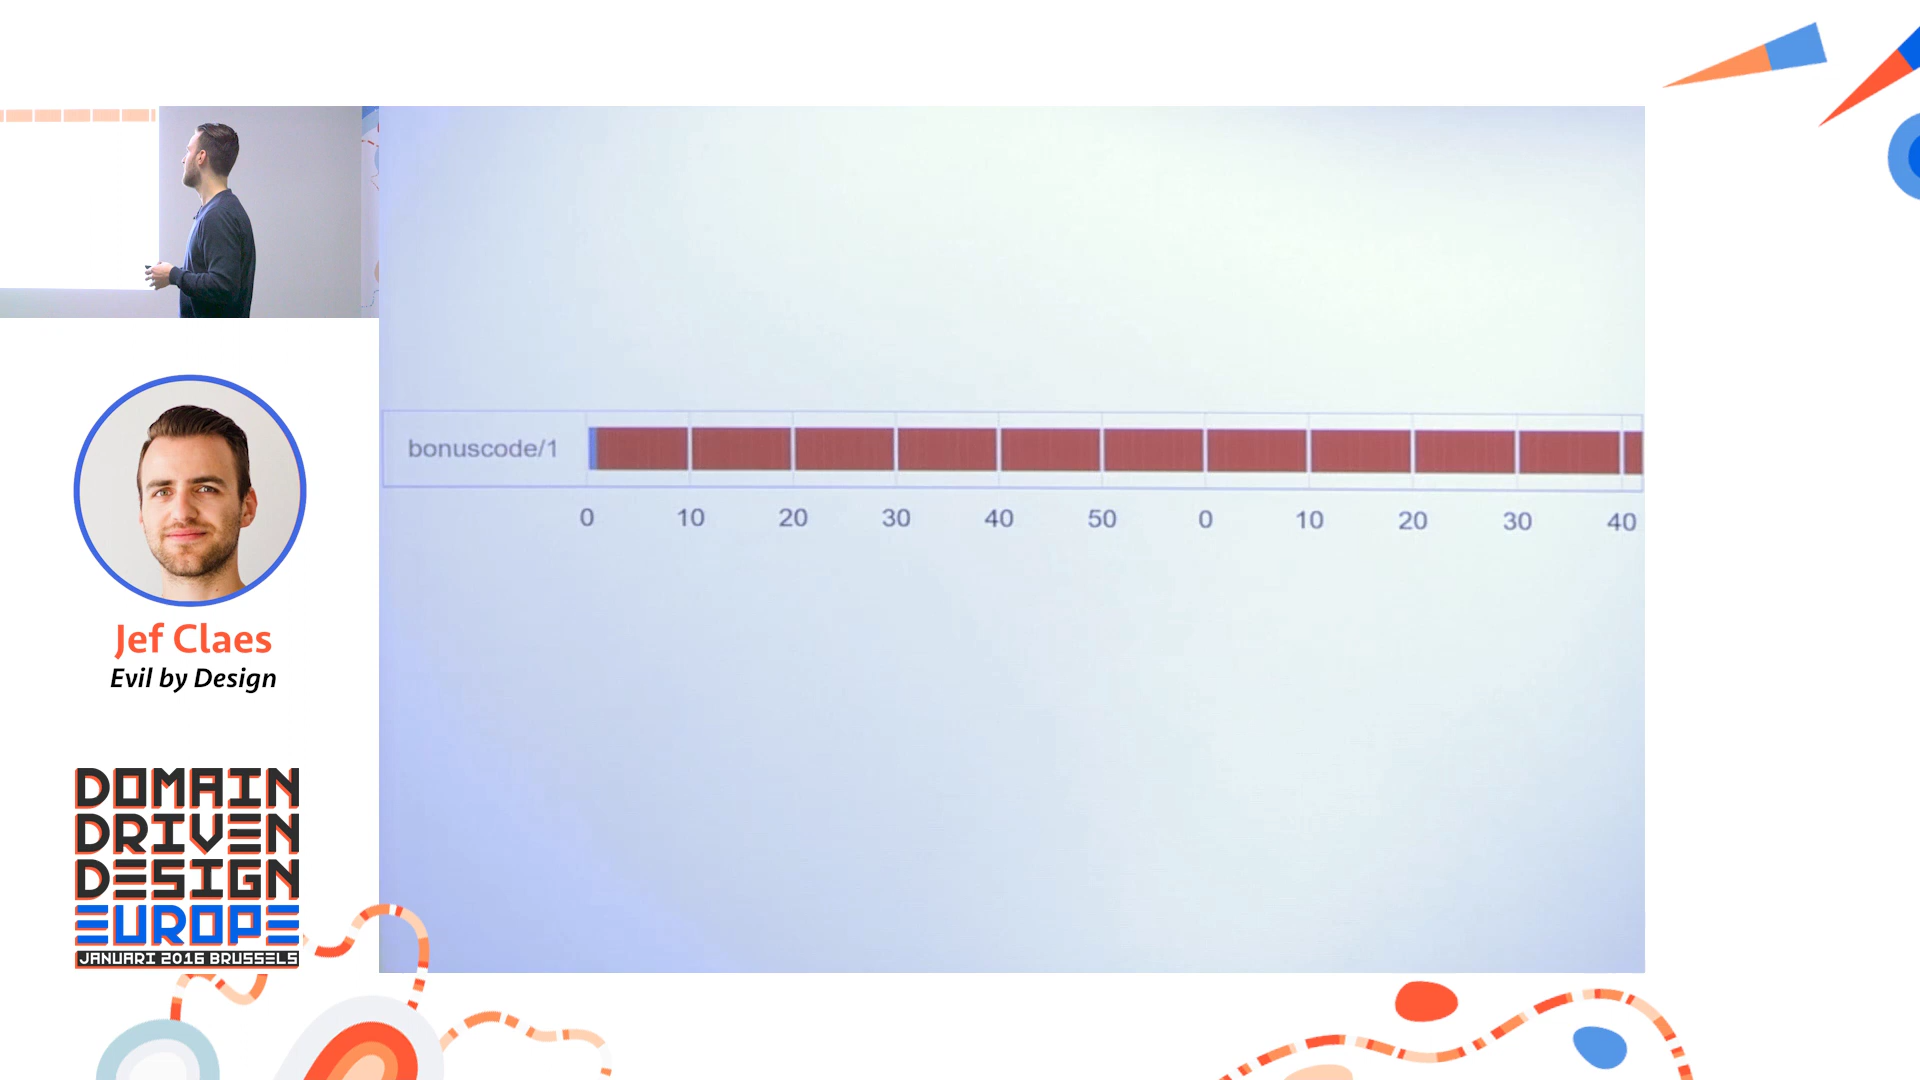 bonuscode/1
0 10 20 30 40 50 0 10 20 30 40
Jef Claes
Evil by Design
DOMAIN
DRIVEN
DESIGN
EUROPE
JANUARI 2016 BRUSSELS